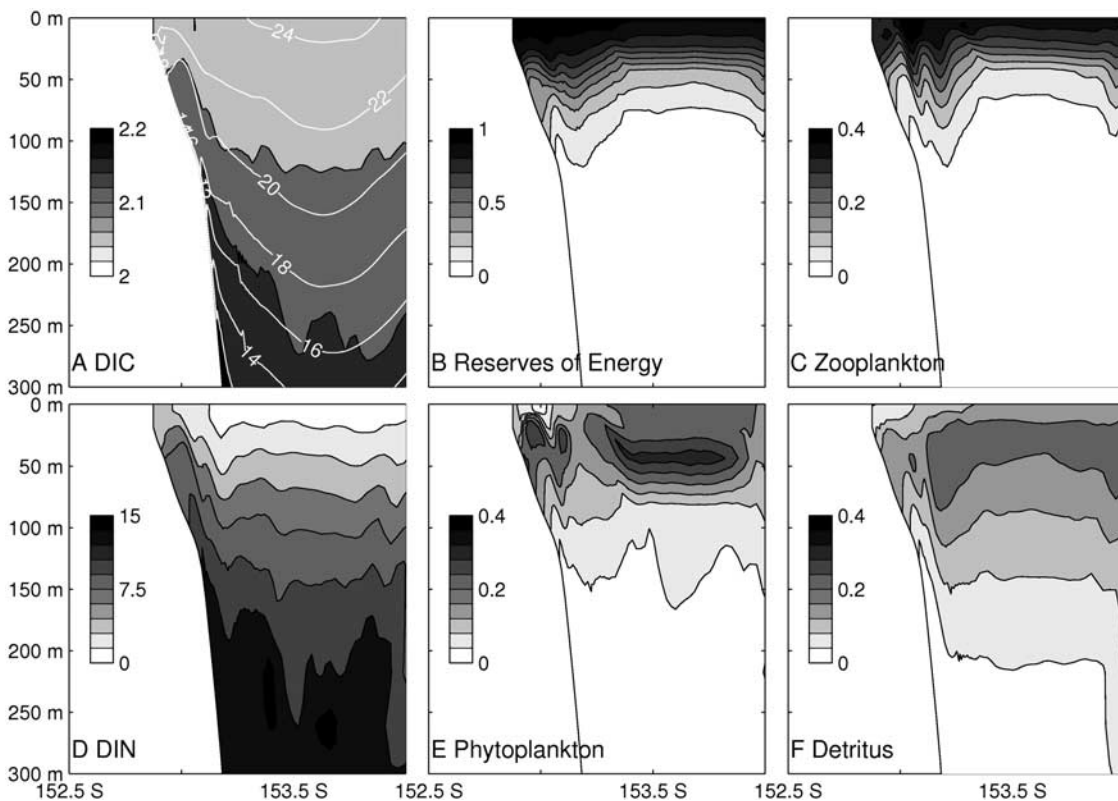 0 m
50 m
100 m
150 m
200 m
250 m
300 m
2.2
2.1
2
24
22
20
18
16
14
A DIC
1
0.5
0
B Reserves of Energy
0.4
0.2
0
C Zooplankton
0 m
50 m
100 m
150 m
200 m
250 m
300 m
15
7.5
0
D DIN
0.4
0.2
0
E Phytoplankton
0.4
0.2
0
F Detritus
152.5 S
153.5 S
152.5 S
153.5 S
152.5 S
153.5 S